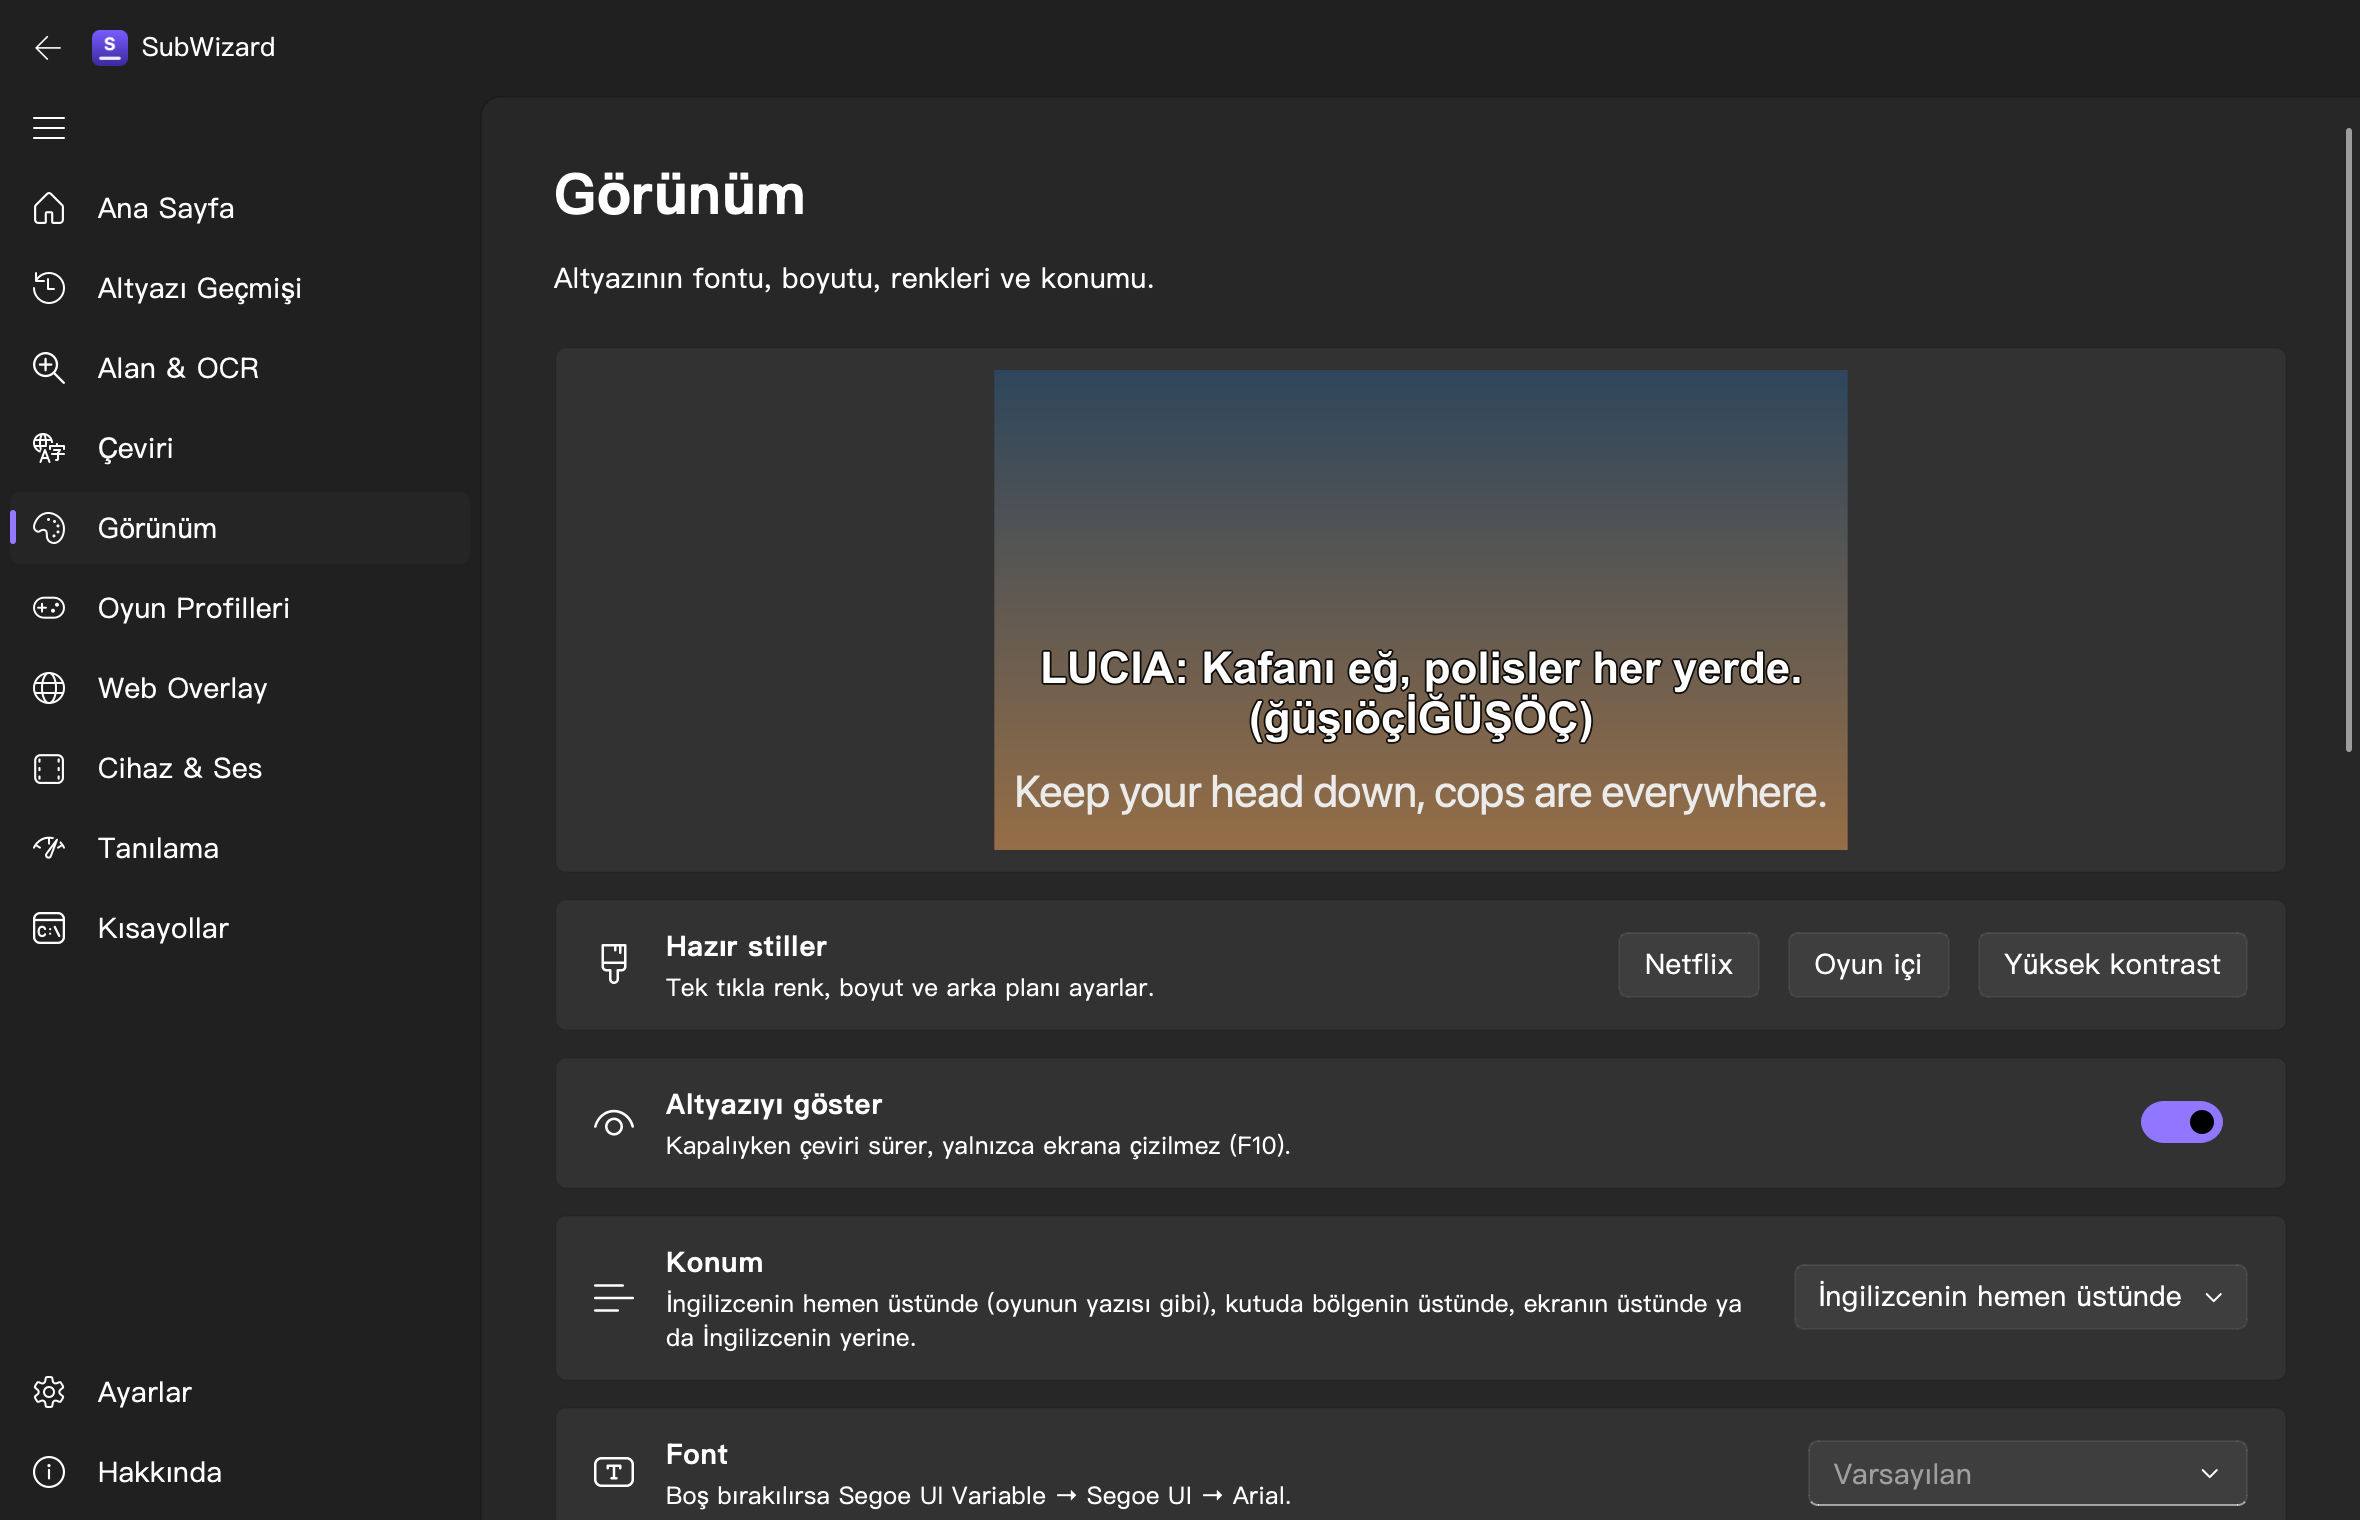 SubWizard
Ana Sayfa
Altyazı Geçmişi
Alan & OCR
Çeviri
Görünüm
Oyun Profilleri
Web Overlay
Cihaz & Ses
Tanılama
Kısayollar
Ayarlar
Hakkında
Görünüm
Altyazının fontu, boyutu, renkleri ve konumu.
LUCIA: Kafanı eğ, polisler her yerde.
(ğüşıöçİĞÜŞÖÇ)
Keep your head down, cops are everywhere.
Hazır stiller
Tek tıkla renk, boyut ve arka planı ayarlar.
Netflix
Oyun içi
Yüksek kontrast
Altyazıyı göster
Kapalıyken çeviri sürer, yalnızca ekrana çizilmez (F10).
Konum
İngilizcenin hemen üstünde (oyunun yazısı gibi), kutuda bölgenin üstünde, ekranın üstünde ya
da İngilizcenin yerine.
İngilizcenin hemen üstünde
Font
Boş bırakılırsa Segoe UI Variable → Segoe UI → Arial.
Varsayılan